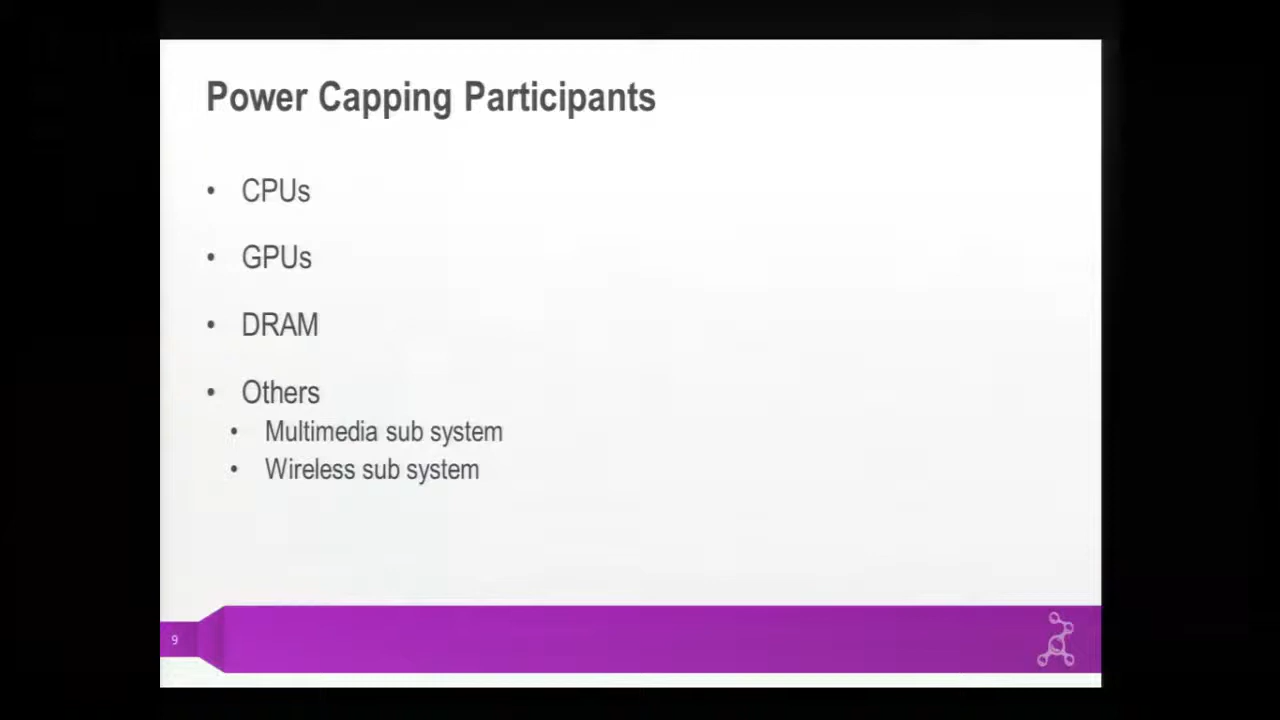 Power Capping Participants
• CPUs
• GPUs
• DRAM
• Others
• Multimedia sub system
• Wireless sub system
9